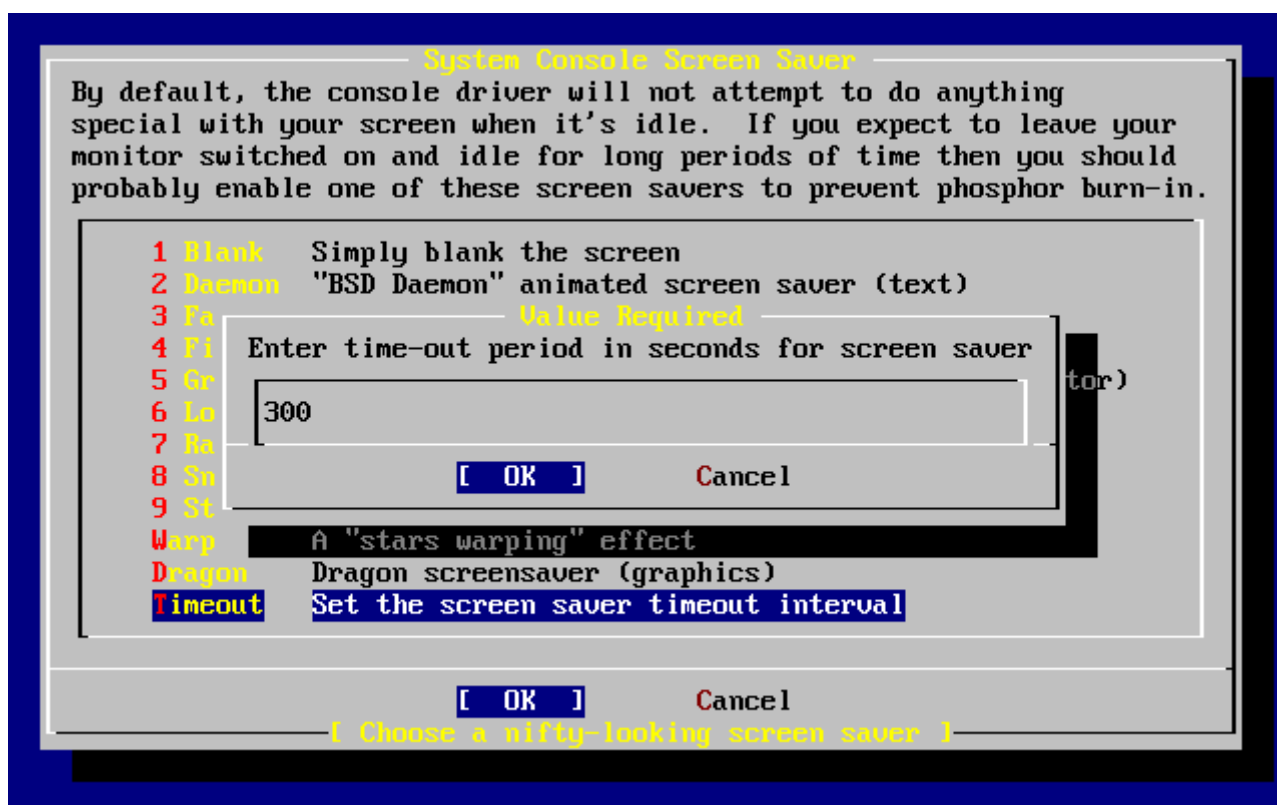 System Console Screen Saver
By default, the console driver will not attempt to do anything
special with your screen when it's idle.  If you expect to leave your
monitor switched on and idle for long periods of time then you should
probably enable one of these screen savers to prevent phosphor burn-in.
1 Blank Simply blank the screen
2 Daemon "BSD Daemon" animated screen saver (text)
3 Fa
Value Required
4 Fi
Enter time-out period in seconds for screen saver
5 Gr
tor)
6 Lo
300
7 Ra
8 Sn
[ OK ] Cancel
9 St
Warp A "stars warping" effect
Dragon Dragon screensaver (graphics)
Timeout Set the screen saver timeout interval
[ OK ] Cancel
[ Choose a nifty-looking screen saver ]